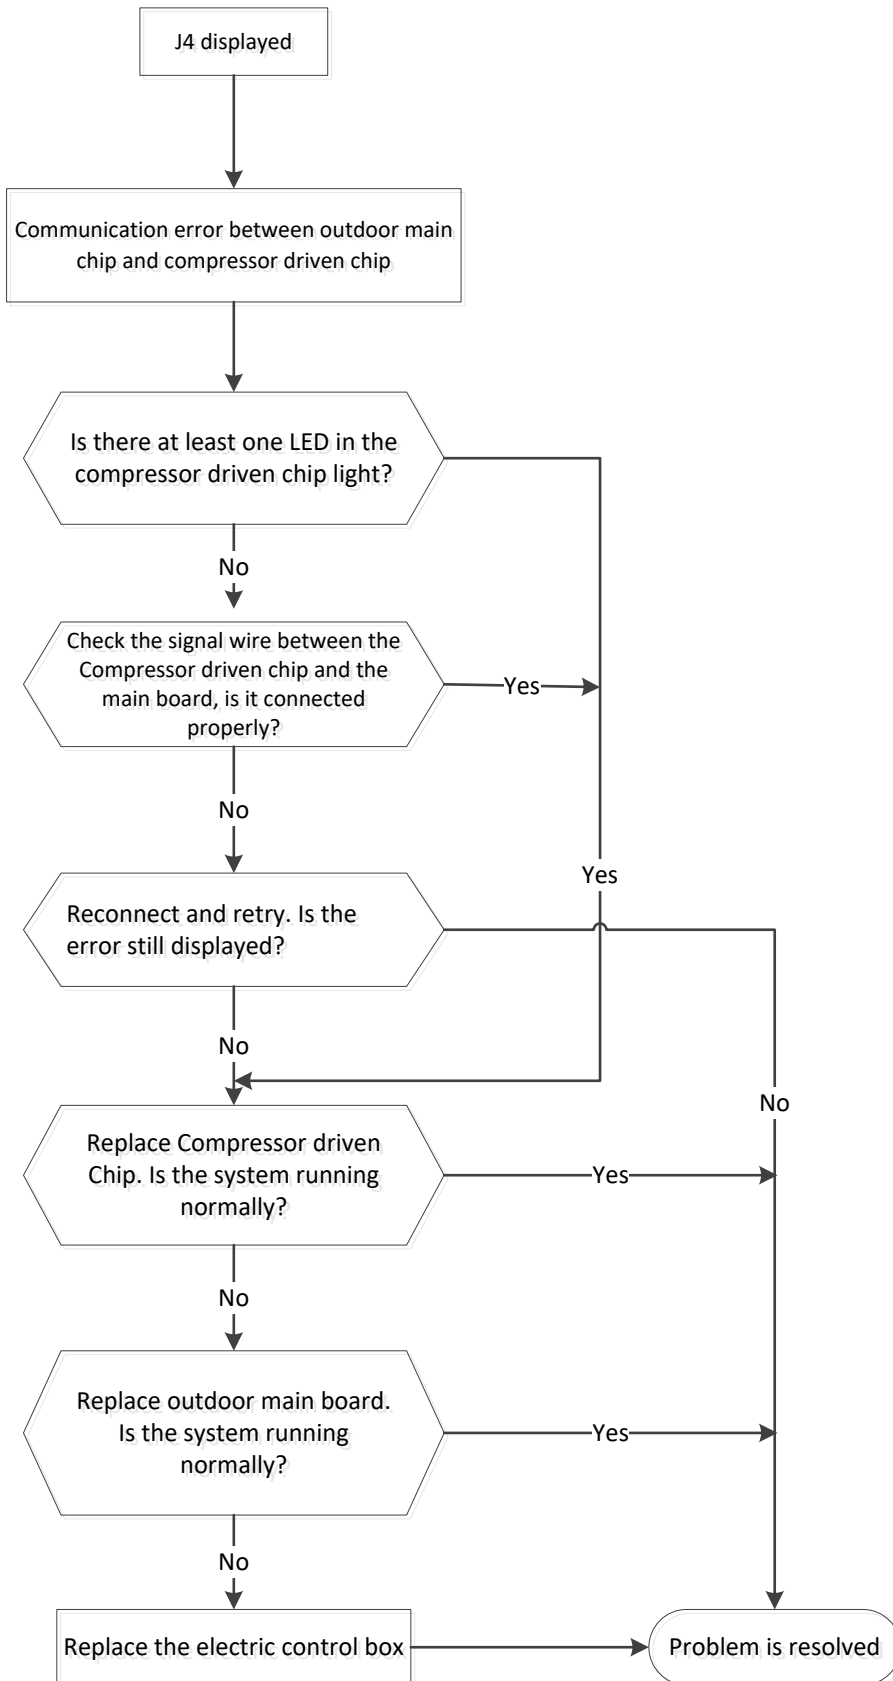 J4 displayed
Communication error between outdoor main
chip and compressor driven chip
Is there at least one LED in the
compressor driven chip light?
No
Check the signal wire between the
Compressor driven chip and the
main board, is it connected
properly?
Yes
No
Yes
Reconnect and retry. Is the
error still displayed?
No
No
Replace Compressor driven
Chip. Is the system running
normally?
Yes
No
Replace outdoor main board.
Is the system running
normally?
Yes
No
Replace the electric control box
Problem is resolved